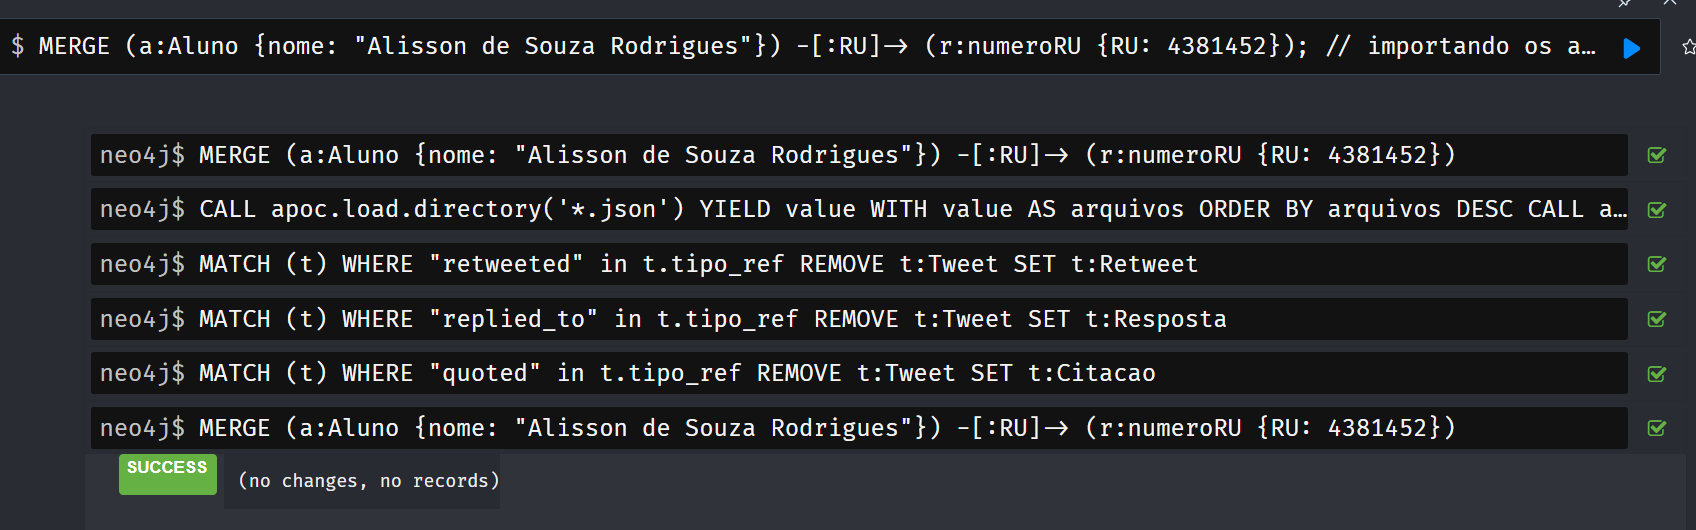 $ MERGE (a:Aluno {nome: "Alisson de Souza Rodrigues"}) -[:RU]-> (r:numeroRU {RU: 4381452}); // importando os a…
neo4j$ MERGE (a:Aluno {nome: "Alisson de Souza Rodrigues"}) -[:RU]-> (r:numeroRU {RU: 4381452})
neo4j$ CALL apoc.load.directory('*.json') YIELD value WITH value AS arquivos ORDER BY arquivos DESC CALL a…
neo4j$ MATCH (t) WHERE "retweeted" in t.tipo_ref REMOVE t:Tweet SET t:Retweet
neo4j$ MATCH (t) WHERE "replied_to" in t.tipo_ref REMOVE t:Tweet SET t:Resposta
neo4j$ MATCH (t) WHERE "quoted" in t.tipo_ref REMOVE t:Tweet SET t:Citacao
neo4j$ MERGE (a:Aluno {nome: "Alisson de Souza Rodrigues"}) -[:RU]-> (r:numeroRU {RU: 4381452})
SUCCESS (no changes, no records)